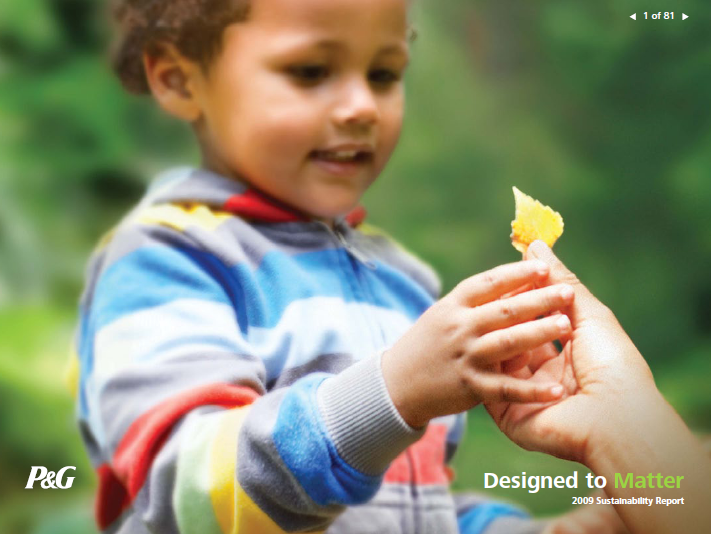 ◄ 1 of 81 ►
P&G
Designed to Matter
2009 Sustainability Report